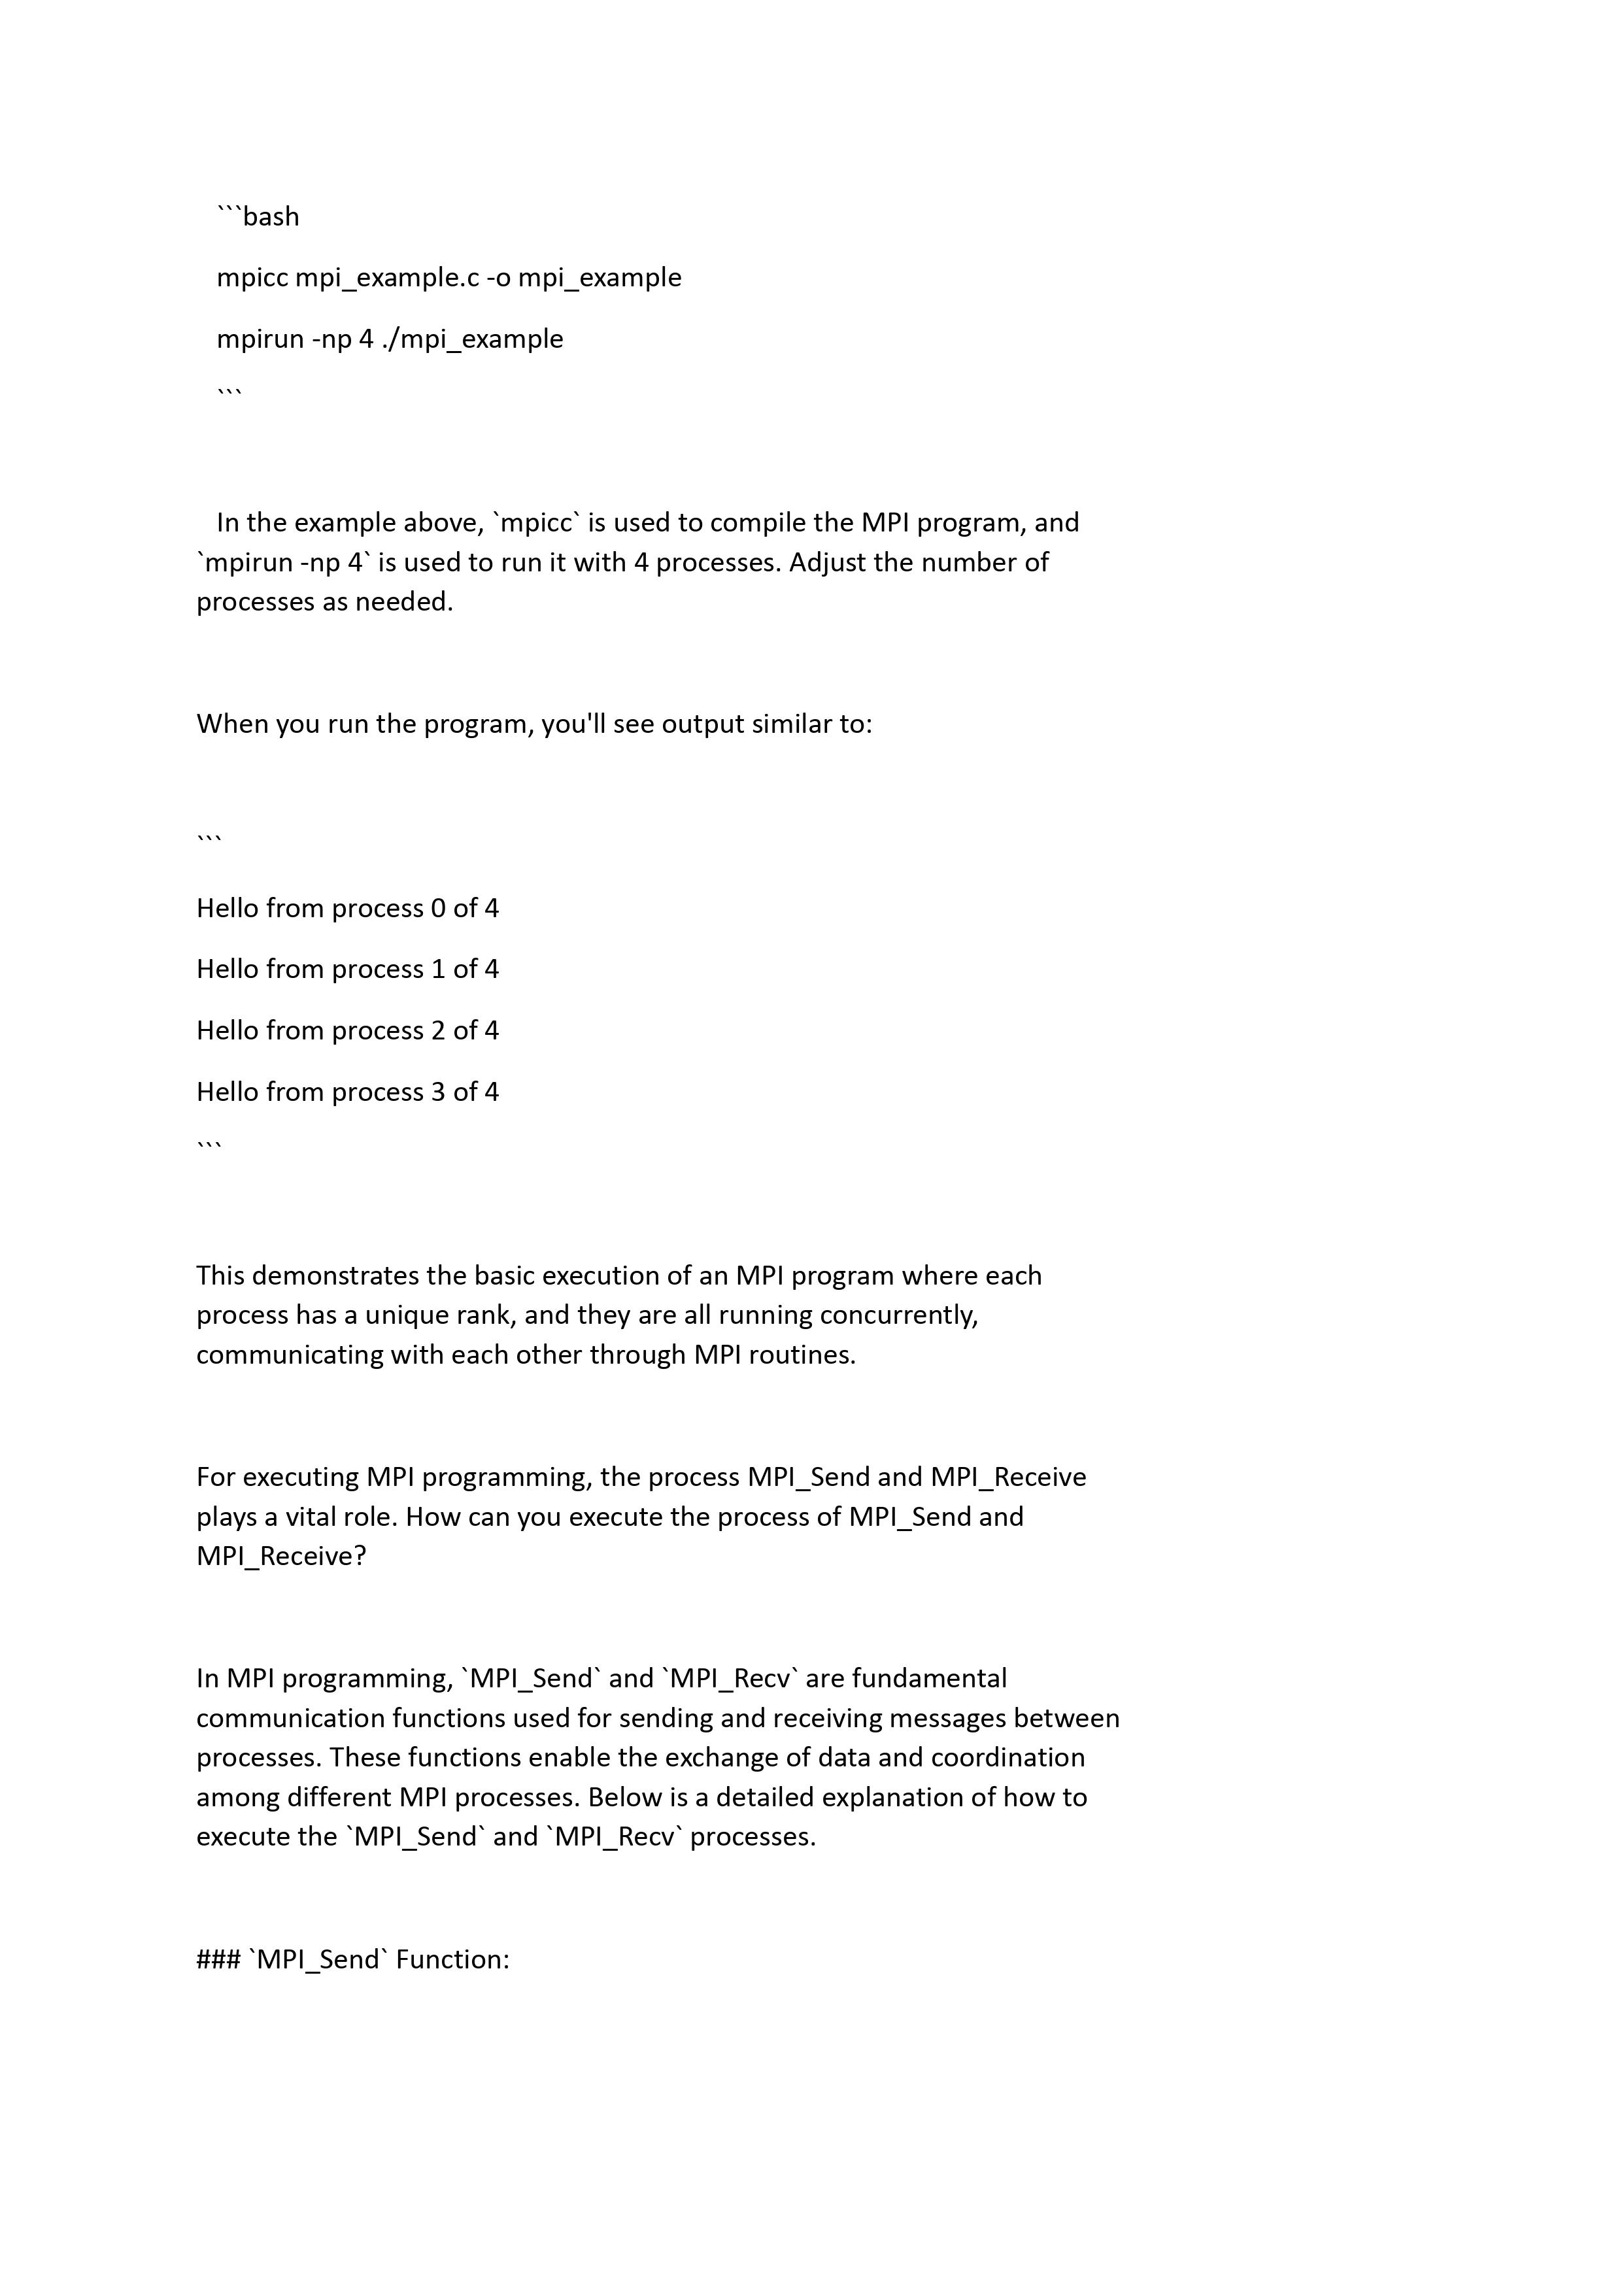 ```bash
mpicc mpi_example.c -o mpi_example
mpirun -np 4 ./mpi_example
```
In the example above, `mpicc` is used to compile the MPI program, and
`mpirun -np 4` is used to run it with 4 processes. Adjust the number of
processes as needed.
When you run the program, you'll see output similar to:
```
Hello from process 0 of 4
Hello from process 1 of 4
Hello from process 2 of 4
Hello from process 3 of 4
```
This demonstrates the basic execution of an MPI program where each
process has a unique rank, and they are all running concurrently,
communicating with each other through MPI routines.
For executing MPI programming, the process MPI_Send and MPI_Receive
plays a vital role. How can you execute the process of MPI_Send and
MPI_Receive?
In MPI programming, `MPI_Send` and `MPI_Recv` are fundamental
communication functions used for sending and receiving messages between
processes. These functions enable the exchange of data and coordination
among different MPI processes. Below is a detailed explanation of how to
execute the `MPI_Send` and `MPI_Recv` processes.
### `MPI_Send` Function: